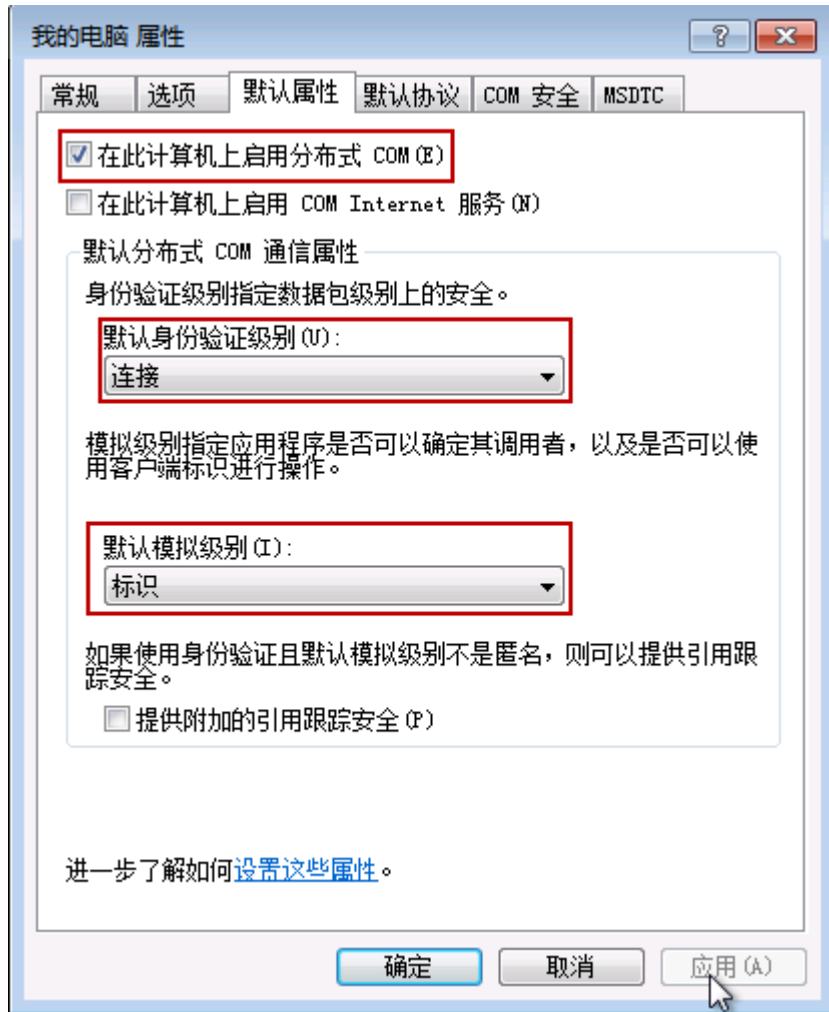 我的电脑 属性
常规 选项 默认属性 默认协议 COM 安全 MSDTC
在此计算机上启用分布式 COM(E)
在此计算机上启用 COM Internet 服务(N)
默认分布式 COM 通信属性
身份验证级别指定数据包级别上的安全。
默认身份验证级别(U):
连接
模拟级别指定应用程序是否可以确定其调用者，以及是否可以使
用客户端标识进行操作。
默认模拟级别(I):
标识
如果使用身份验证且默认模拟级别不是匿名，则可以提供引用跟
踪安全。
提供附加的引用跟踪安全(P)
进一步了解如何设置这些属性。
确定 取消 应用(A)